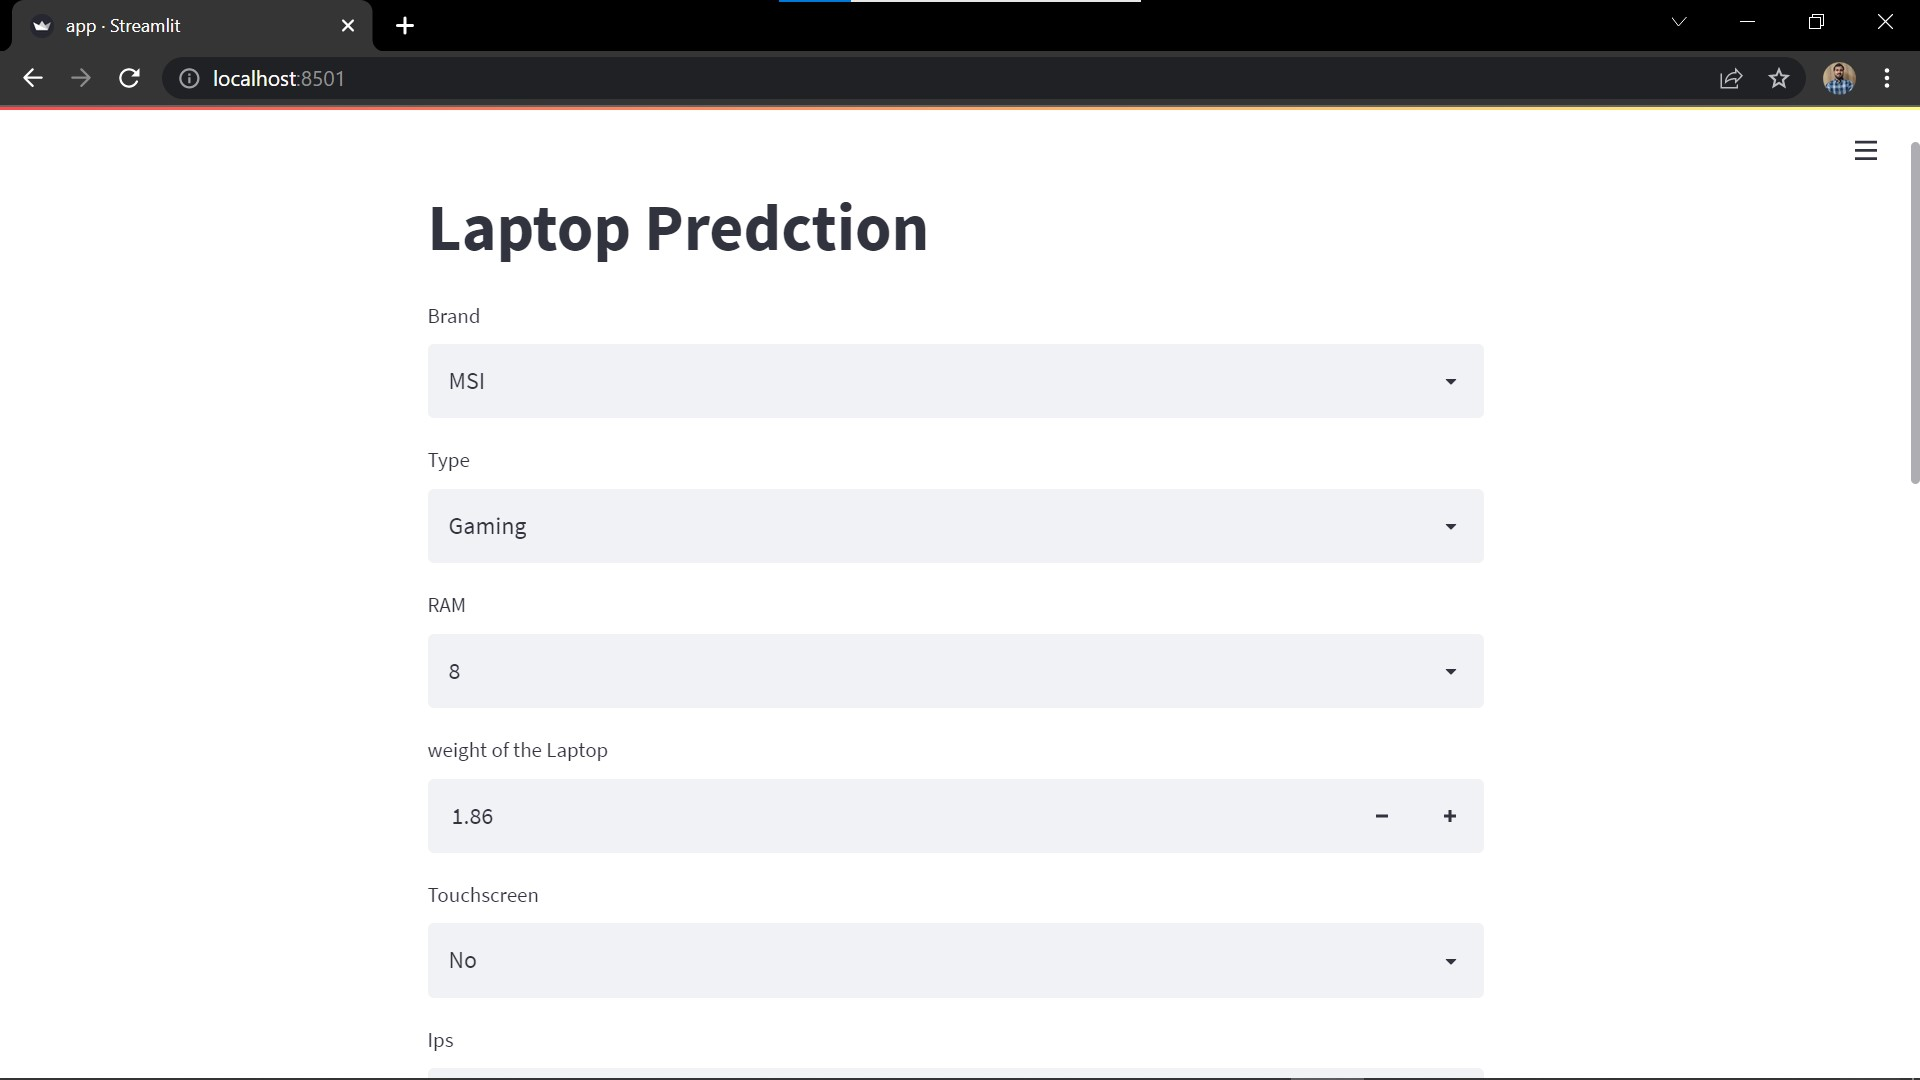 app · Streamlit
localhost:8501
Laptop Predction
Brand
MSI
Type
Gaming
RAM
8
weight of the Laptop
1.86
Touchscreen
No
Ips